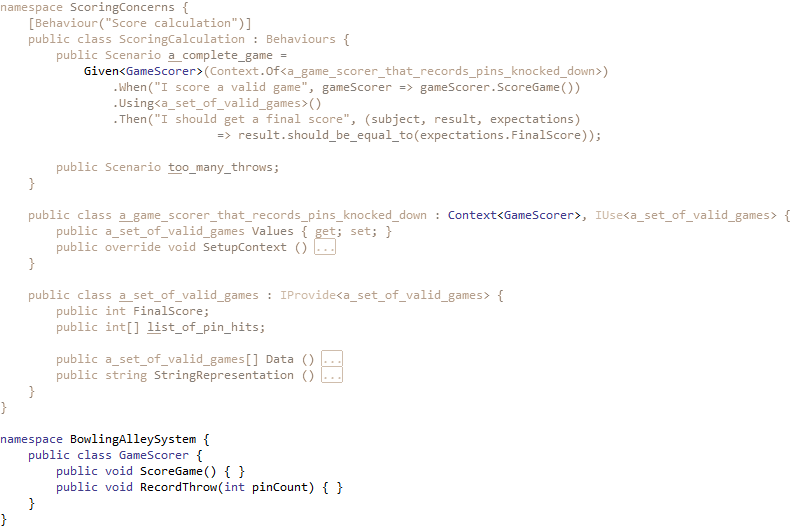 namespace ScoringConcerns {
    [Behaviour("Score calculation")]
    public class ScoringCalculation : Behaviours {
        public Scenario a_complete_game =
            Given<GameScorer>(Context.Of<a_game_scorer_that_records_pins_knocked_down>)
                .When("I score a valid game", gameScorer => gameScorer.ScoreGame())
                .Using<a_set_of_valid_games>()
                .Then("I should get a final score", (subject, result, expectations)
                               => result.should_be_equal_to(expectations.FinalScore));

        public Scenario too_many_throws;
    }

    public class a_game_scorer_that_records_pins_knocked_down : Context<GameScorer>, IUse<a_set_of_valid_games> {
        public a_set_of_valid_games Values { get; set; }
        public override void SetupContext () ...
    }

    public class a_set_of_valid_games : IProvide<a_set_of_valid_games> {
        public int FinalScore;
        public int[] list_of_pin_hits;

        public a_set_of_valid_games[] Data () ...
        public string StringRepresentation () ...
    }
}

namespace BowlingAlleySystem {
    public class GameScorer {
        public void ScoreGame() { }
        public void RecordThrow(int pinCount) { }
    }
}